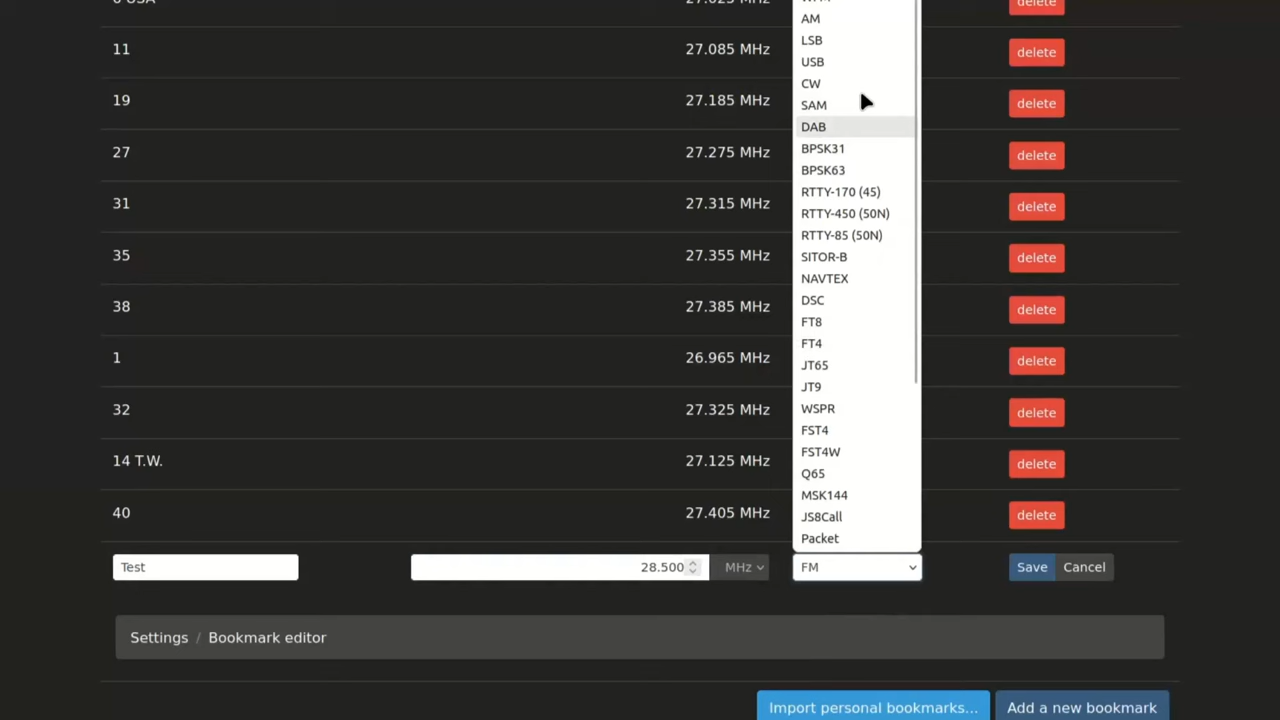 27.025 MHz
delete
AM
11
27.085 MHz
LSB
delete
USB
CW
19
27.185 MHz
SAM
delete
DAB
27
27.275 MHz
BPSK31
delete
BPSK63
31
27.315 MHz
RTTY-170 (45)
delete
RTTY-450 (50N)
RTTY-85 (50N)
35
27.355 MHz
SITOR-B
delete
NAVTEX
38
27.385 MHz
DSC
delete
FT8
FT4
1
26.965 MHz
JT65
delete
JT9
32
27.325 MHz
WSPR
delete
FST4
FST4W
14 T.W.
27.125 MHz
Q65
delete
MSK144
40
27.405 MHz
JS8Call
delete
Packet
Test
28.500
MHz
FM
Save
Cancel
Settings / Bookmark editor
Import personal bookmarks...
Add a new bookmark